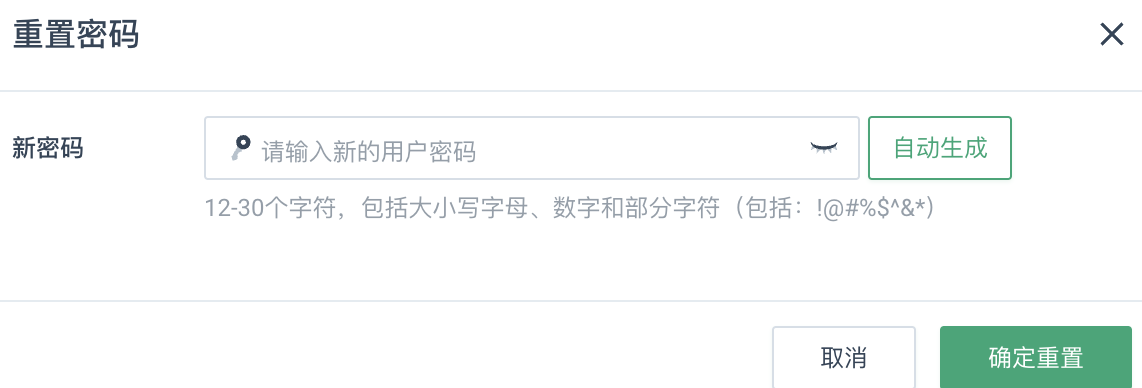 重置密码
新密码
请输入新的用户密码
自动生成
12-30个字符，包括大小写字母、数字和部分字符（包括：!@#%$^&*）
取消
确定重置